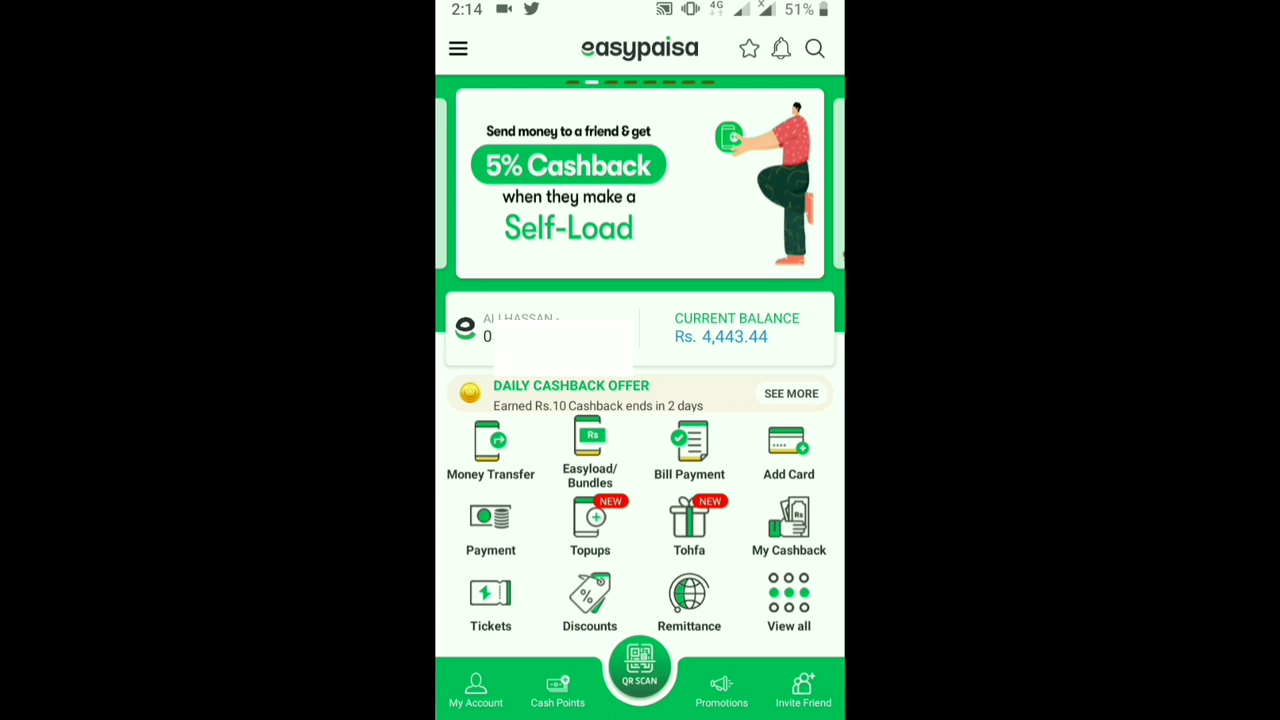 2:14
4G
51%
easypaisa
Send money to a friend & get
5% Cashback
when they make a
Self-Load
CURRENT BALANCE
ALI HASSAN -
Rs. 4,443.44
0
DAILY CASHBACK OFFER
SEE MORE
Earned Rs.10 Cashback ends in 2 days
Rs
Money Transfer
Easyload/
Bundles
Bill Payment
Add Card
NEW
NEW
Rs
Payment
Topups
Tohfa
My Cashback
Tickets
Discounts
Remittance
View all
QR SCAN
My Account
Cash Points
Promotions
Invite Friend